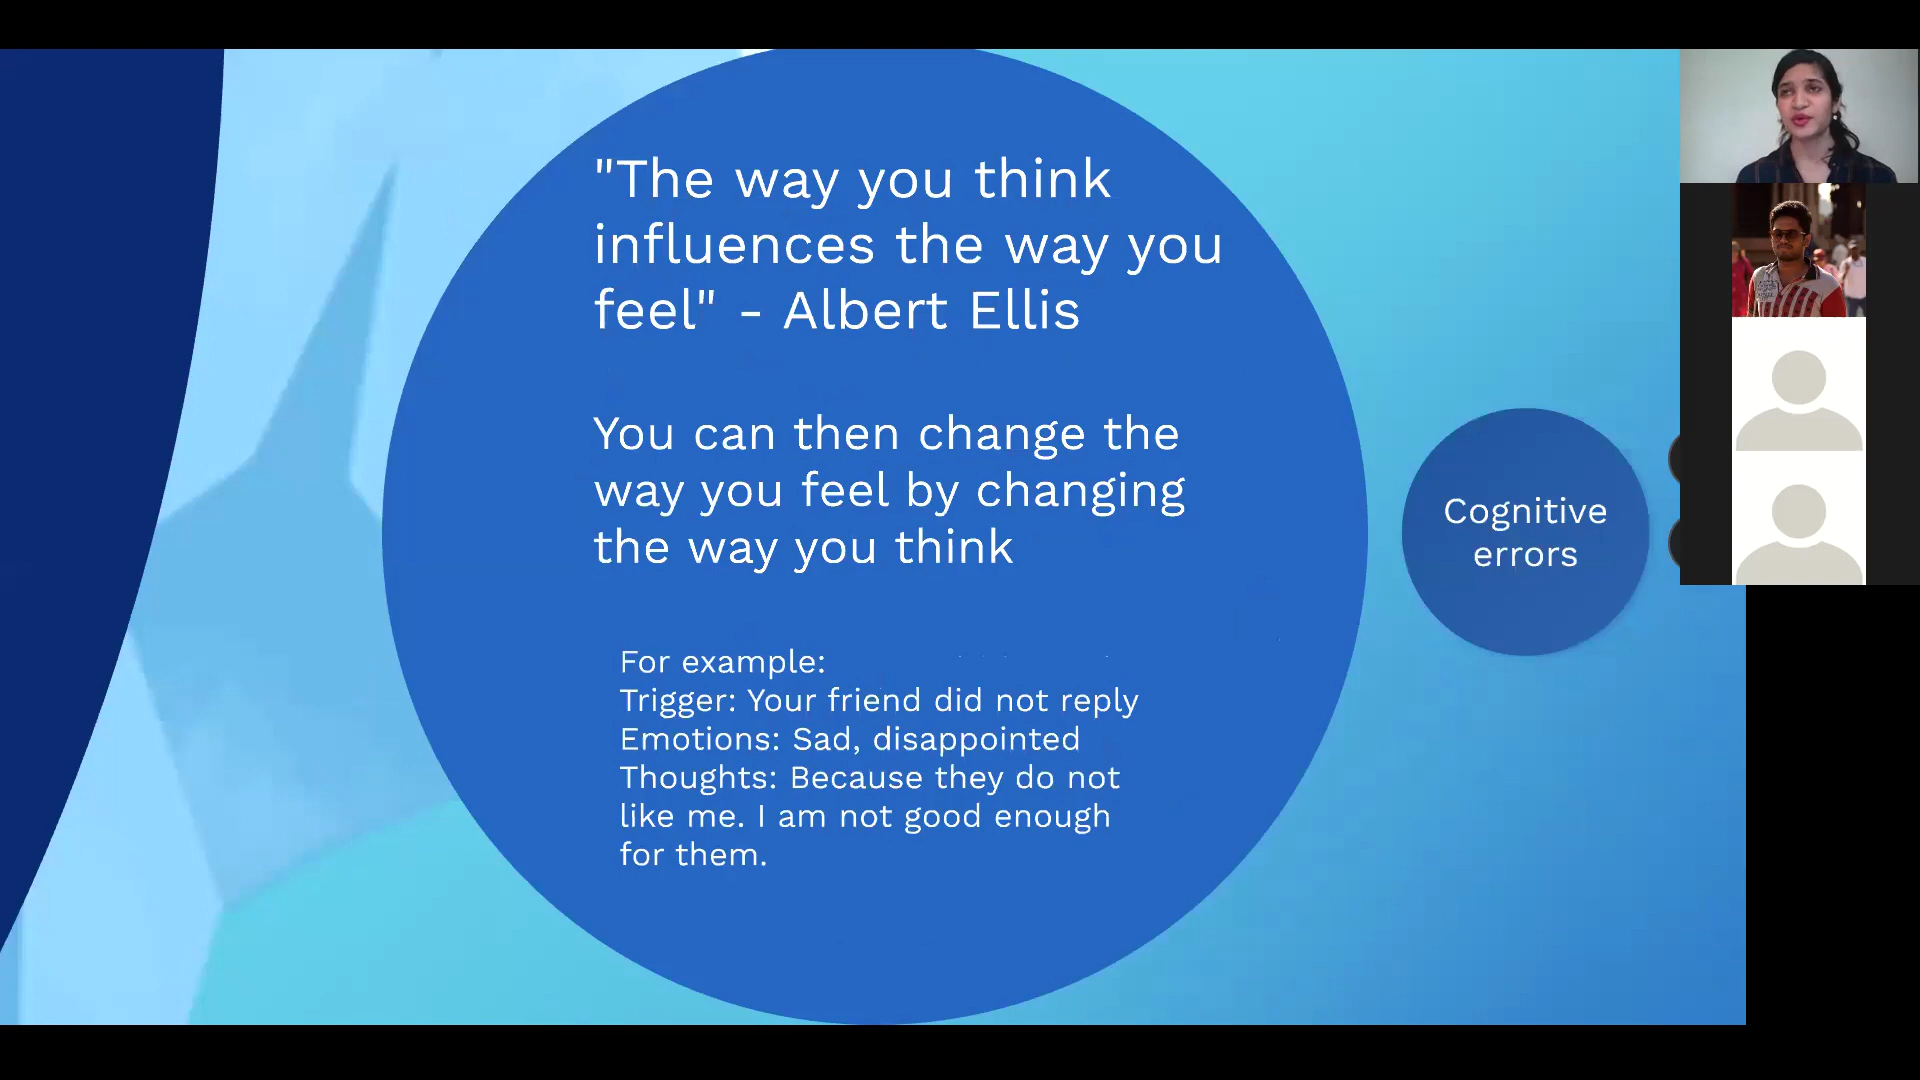 "The way you think
influences the way you
feel" - Albert Ellis
You can then change the
way you feel by changing
the way you think
For example:
Trigger: Your friend did not reply
Emotions: Sad, disappointed
Thoughts: Because they do not
like me. I am not good enough
for them.
Cognitive
errors